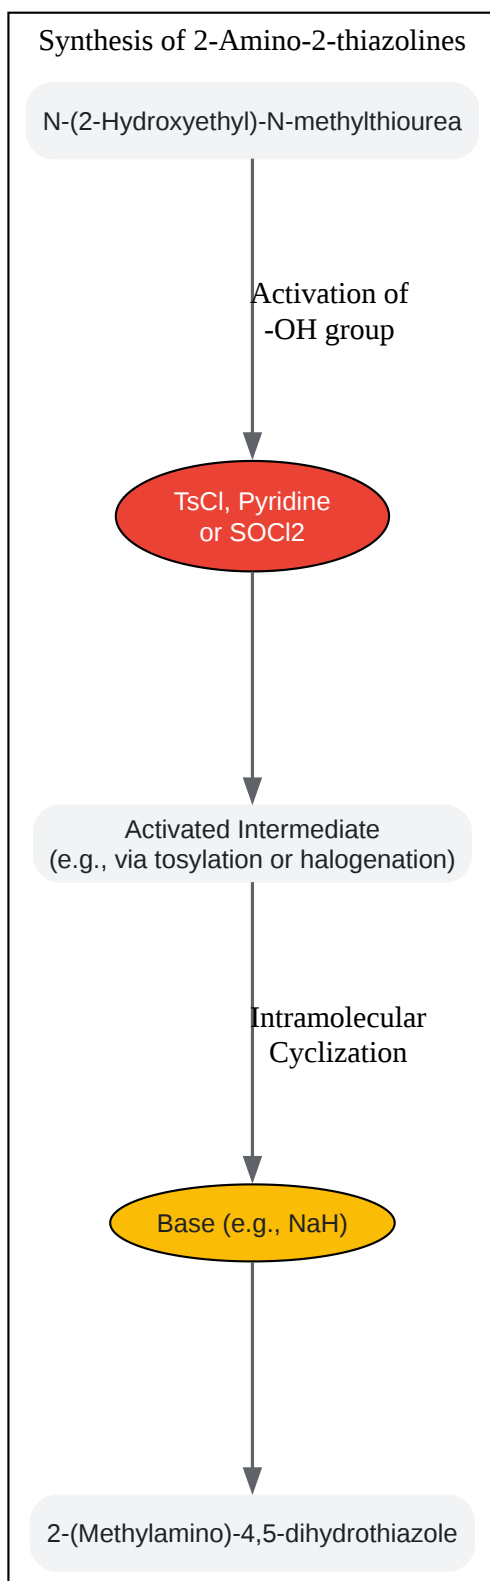 Synthesis of 2-Amino-2-thiazolines
N-(2-Hydroxyethyl)-N-methylthiourea
Activation of
-OH group
TsCl, Pyridine
or SOCl2
Activated Intermediate
(e.g., via tosylation or halogenation)
Intramolecular
Cyclization
Base (e.g., NaH)
2-(Methylamino)-4,5-dihydrothiazole